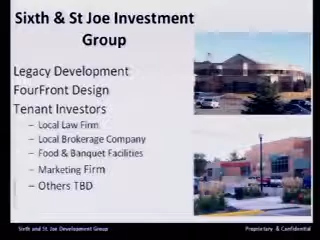 Sixth & St Joe Investment
Group
Legacy Development
FourFront Design
Tenant Investors
– Local Law Firm
– Local Brokerage Company
– Food & Banquet Facilities
– Marketing Firm
– Others TBD
Sixth and St Joe Development Group
Proprietary & Confidential